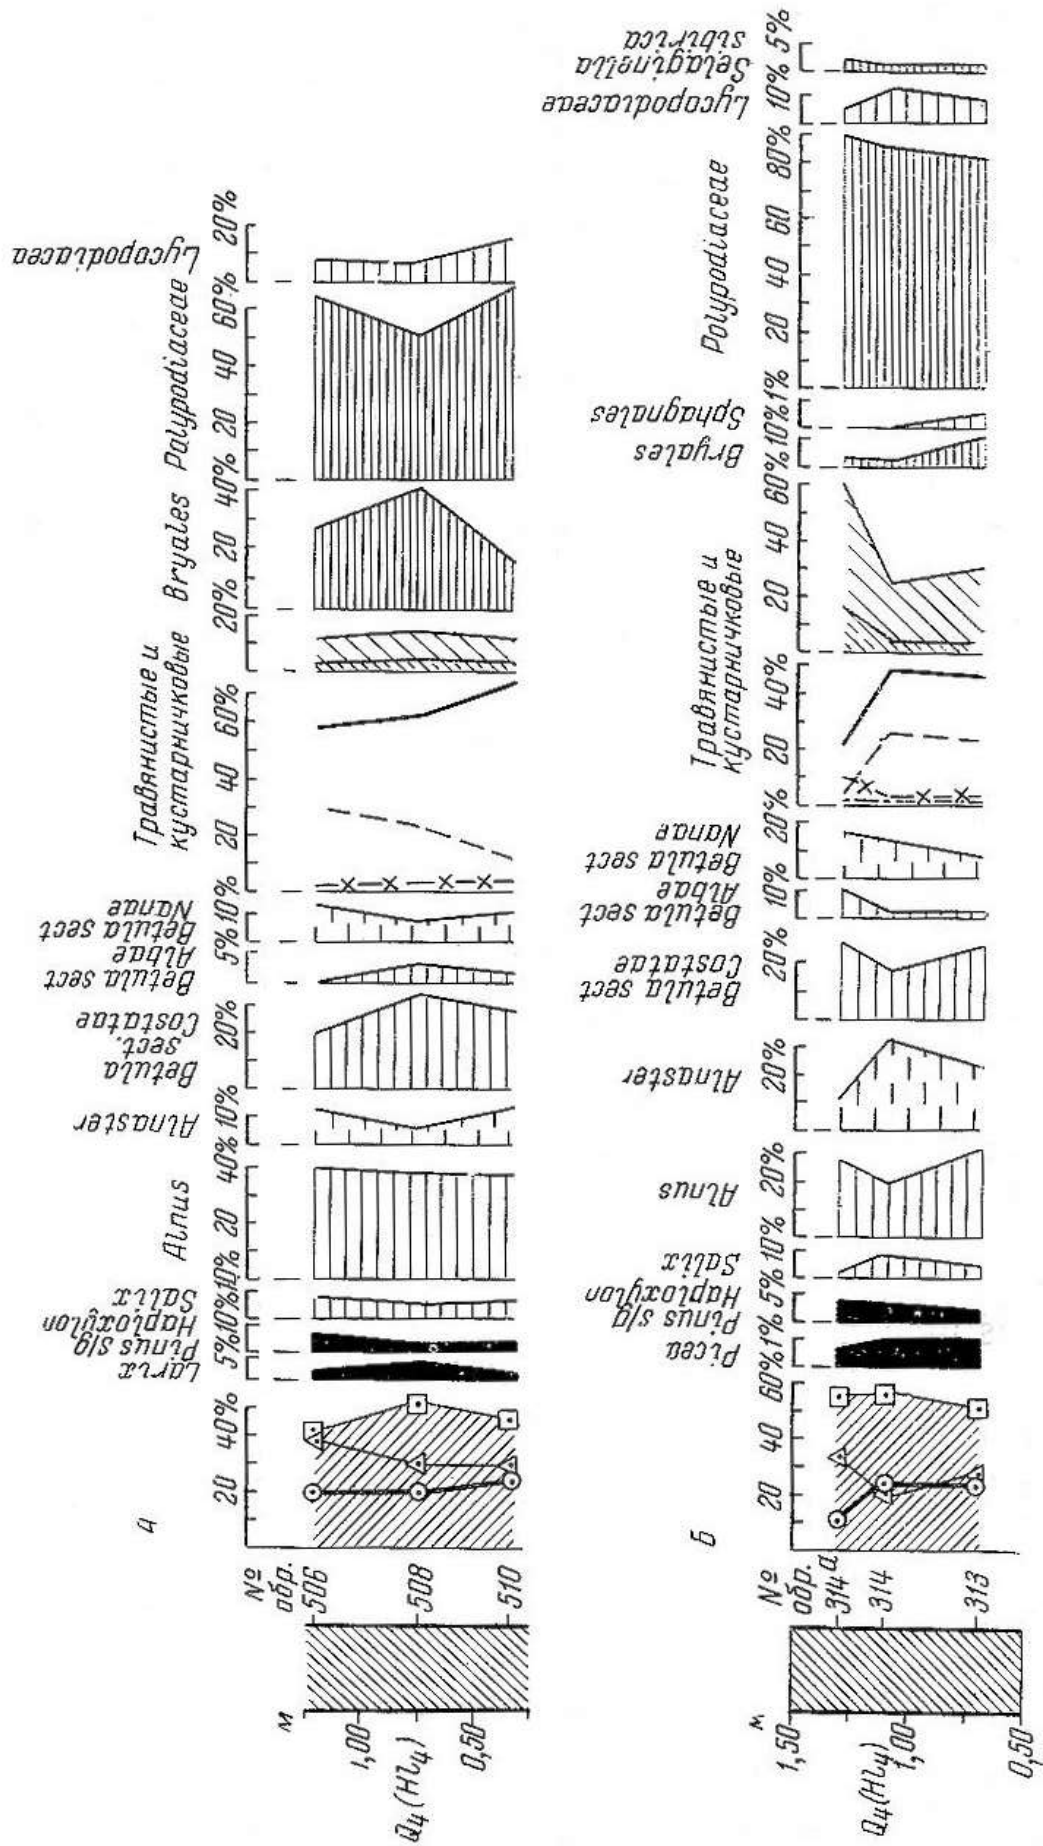 а
м
1,00
0,50
Q₄(Hl₄)
№
обр.
506
508
510
20 40%
Larix
5%
Pinus s/g
Haploxylon
5%
Salix
10%
Alnus
20 40%
Alnaster
10%
Betula
sect.
Costatae
20%
Betula sect
Albae
5%
Betula sect
Nanae
10%
Травянистые и
кустарничковые
20 40 60%
20%
Bryales
20 40%
Polypodiaceae
20 40 60%
Lycopodiacea
20%
б
м
1,50
1,00
0,50
Q₄(Hl₄)
№
обр.
314а
314
313
20 40 60%
Picea
1%
Pinus s/g
Haploxylon
5%
Salix
10%
Alnus
20%
Alnaster
20%
Betula sect
Costatae
20%
Betula sect
Albae
10%
Betula sect
Nanae
20%
Травянистые и
кустарничковые
20 40%
20 40 60%
Bryales
10%
Sphagnales
1%
Polypodiaceae
20 40 60 80%
Lycopodiaceae
10%
Selaginella
sibirica
5%